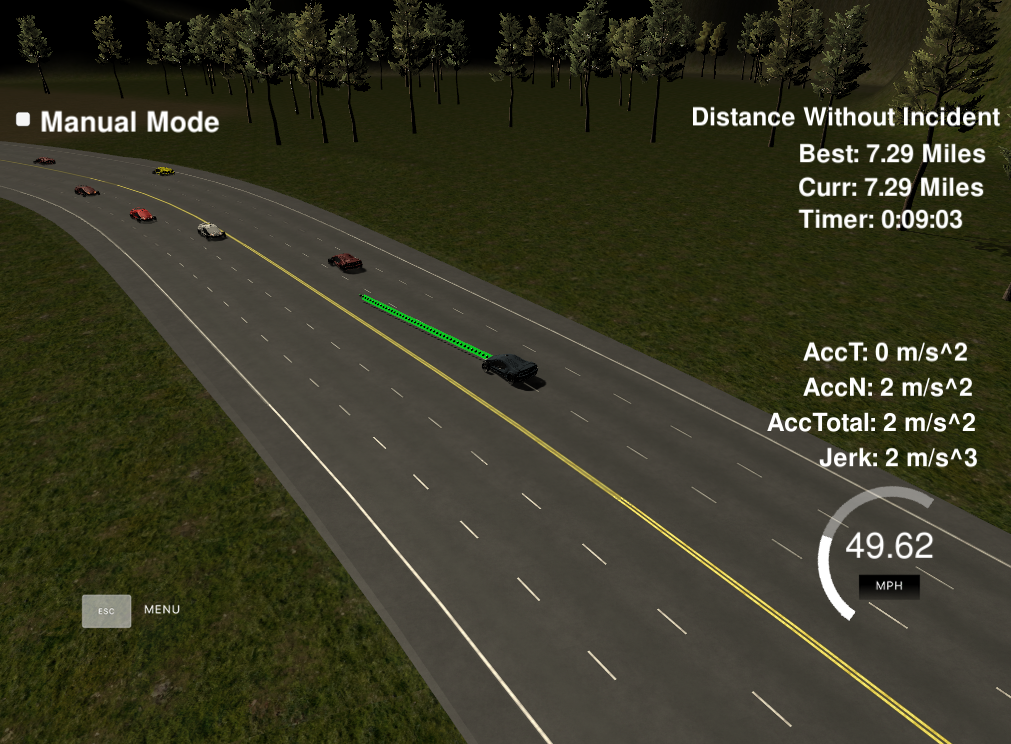 Manual Mode
Distance Without Incident
Best: 7.29 Miles
Curr: 7.29 Miles
Timer: 0:09:03
AccT: 0 m/s^2
AccN: 2 m/s^2
AccTotal: 2 m/s^2
Jerk: 2 m/s^3
49.62
MPH
ESC MENU